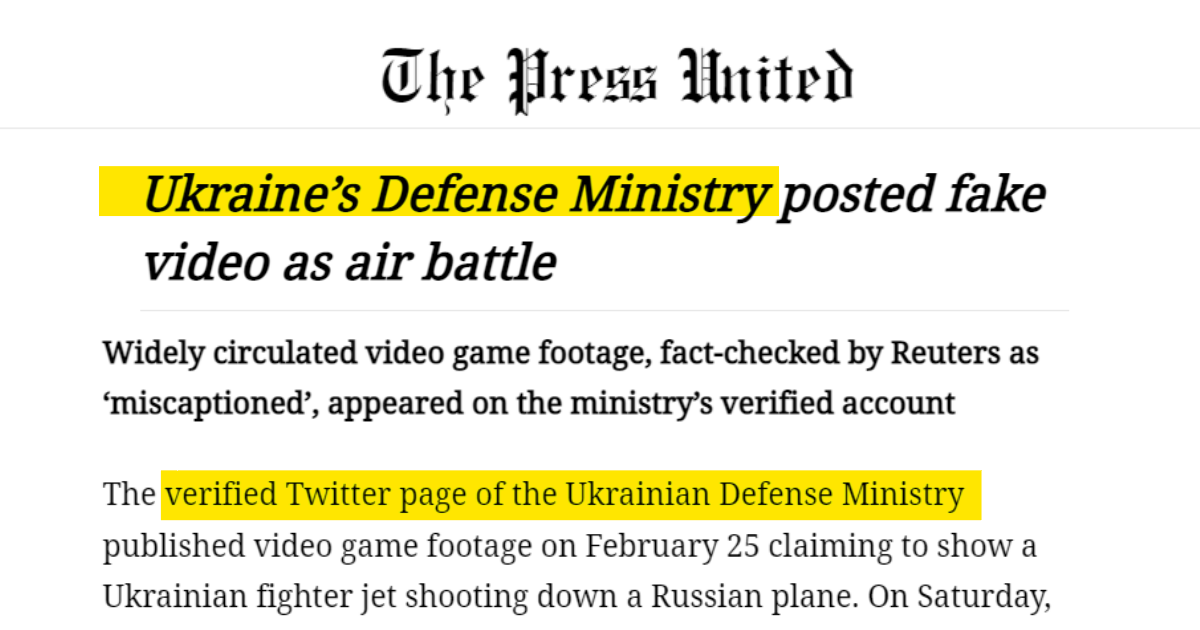 The Press United
Ukraine’s Defense Ministry posted fake
video as air battle
Widely circulated video game footage, fact-checked by Reuters as
‘miscaptioned’, appeared on the ministry’s verified account
The verified Twitter page of the Ukrainian Defense Ministry
published video game footage on February 25 claiming to show a
Ukrainian fighter jet shooting down a Russian plane. On Saturday,